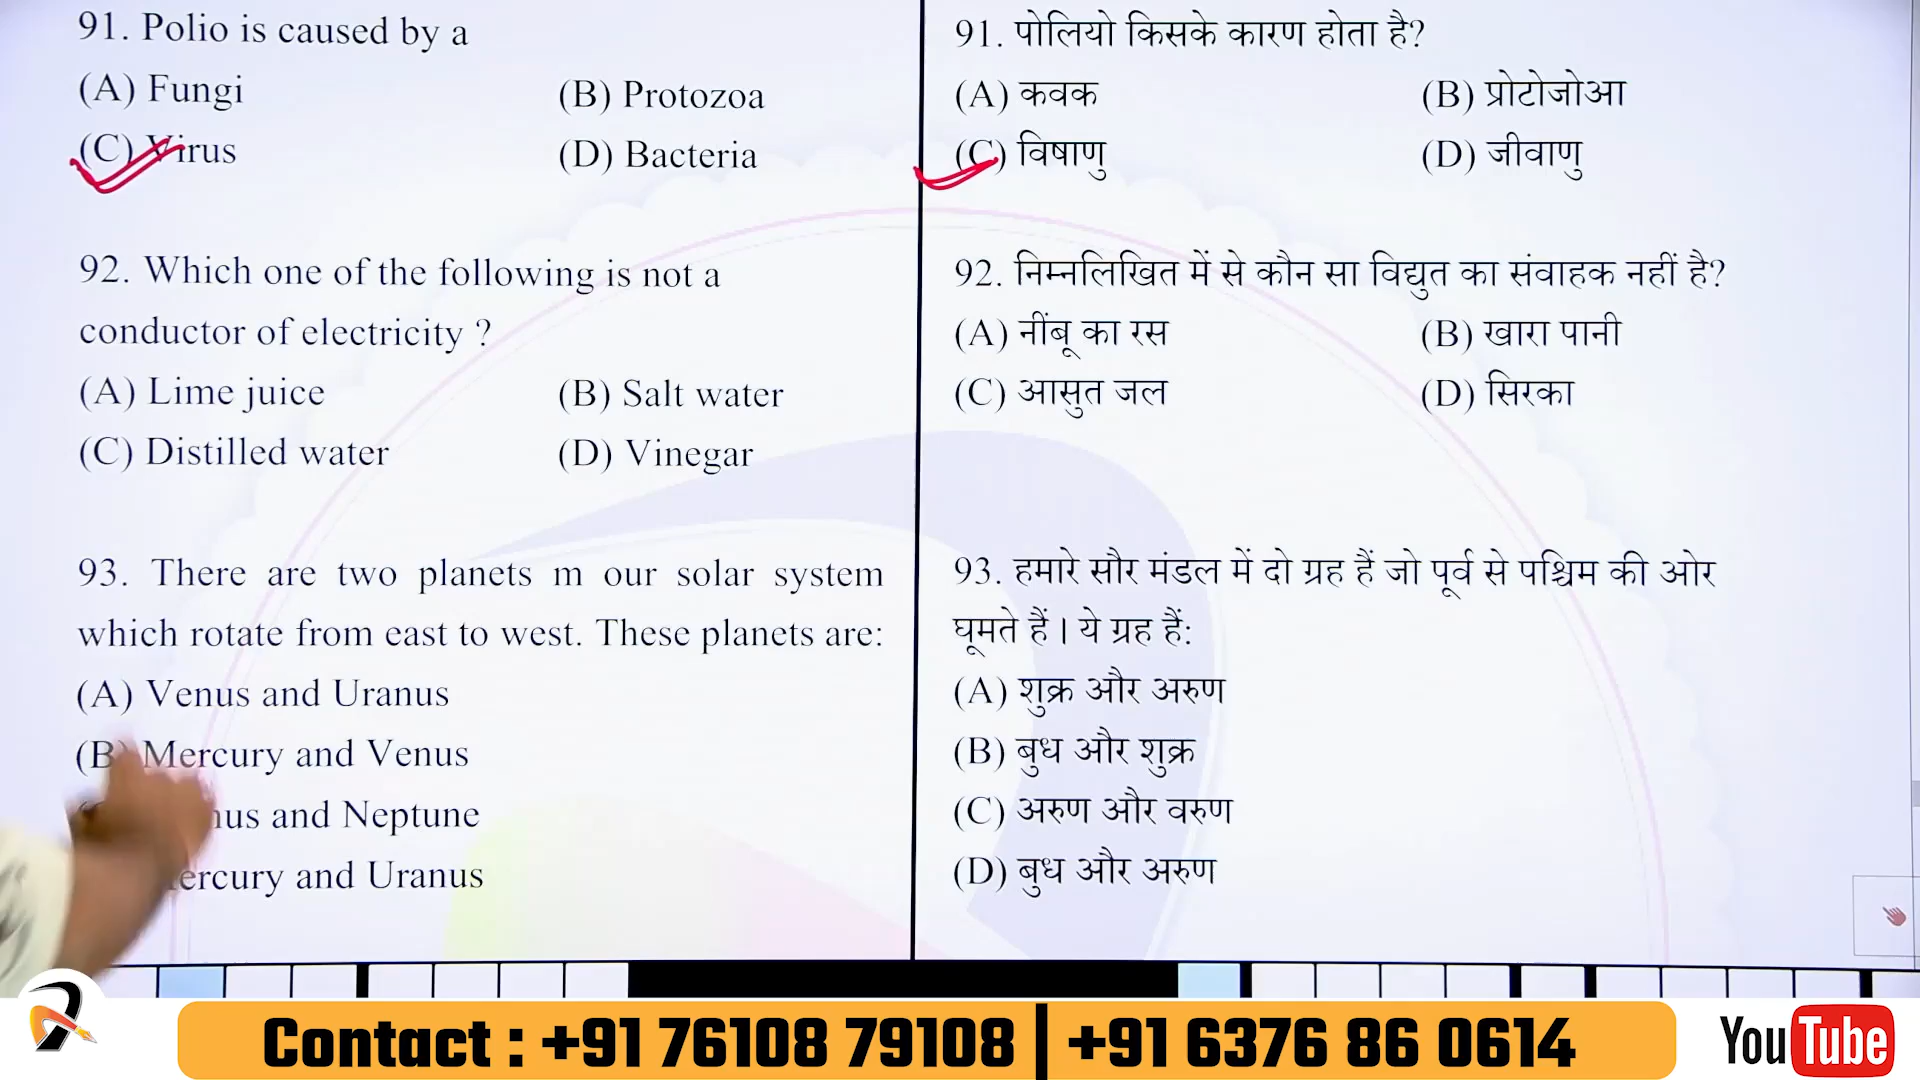 91. Polio is caused by a
(A) Fungi (B) Protozoa
(C) Virus (D) Bacteria
92. Which one of the following is not a
conductor of electricity ?
(A) Lime juice (B) Salt water
(C) Distilled water (D) Vinegar
93. There are two planets m our solar system
which rotate from east to west. These planets are:
(A) Venus and Uranus
(B) Mercury and Venus
and Neptune
and Uranus
91. पोलियो किसके कारण होता है?
(A) कवक (B) प्रोटोजोआ
(C) विषाणु (D) जीवाणु
92. निम्नलिखित में से कौन सा विद्युत का संवाहक नहीं है?
(A) नींबू का रस (B) खारा पानी
(C) आसुत जल (D) सिरका
93. हमारे सौर मंडल में दो ग्रह हैं जो पूर्व से पश्चिम की ओर
घूमते हैं। ये ग्रह हैं:
(A) शुक्र और अरुण
(B) बुध और शुक्र
(C) अरुण और वरुण
(D) बुध और अरुण
Contact : +91 76108 79108 | +91 6376 86 0614
YouTube